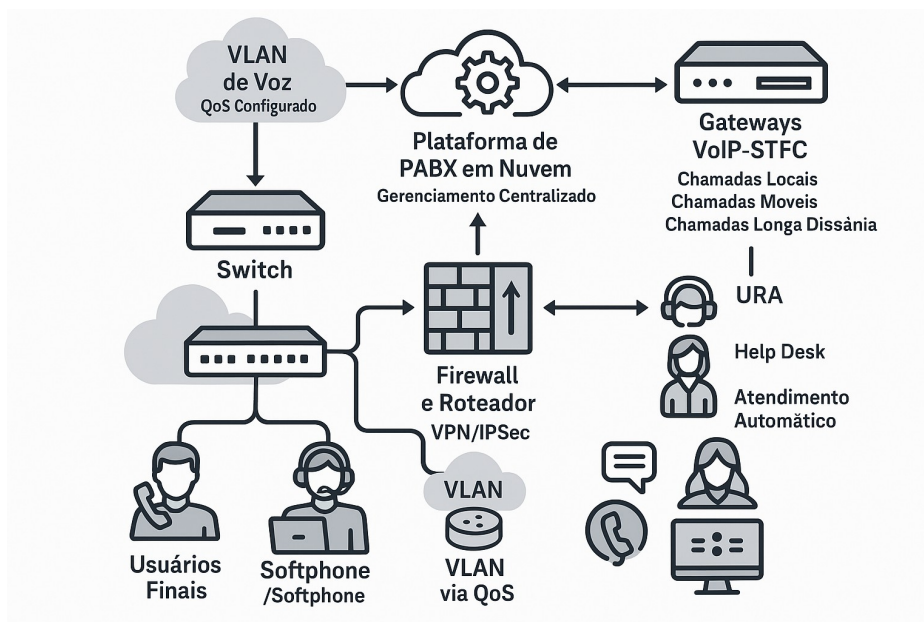 VLAN
de Voz
QoS Configurado
Plataforma de
PABX em Nuvem
Gerenciamento Centralizado
Gateways
VoIP-STFC
Chamadas Locais
Chamadas Moveis
Chamadas Longa Dissània
Switch
URA
Help Desk
Atendimento
Automǎtico
Firewall
e Roteador
VPN/IPSec
VLAN
VLAN
via QoS
Usuários
Finais
Softphone
/Softphone